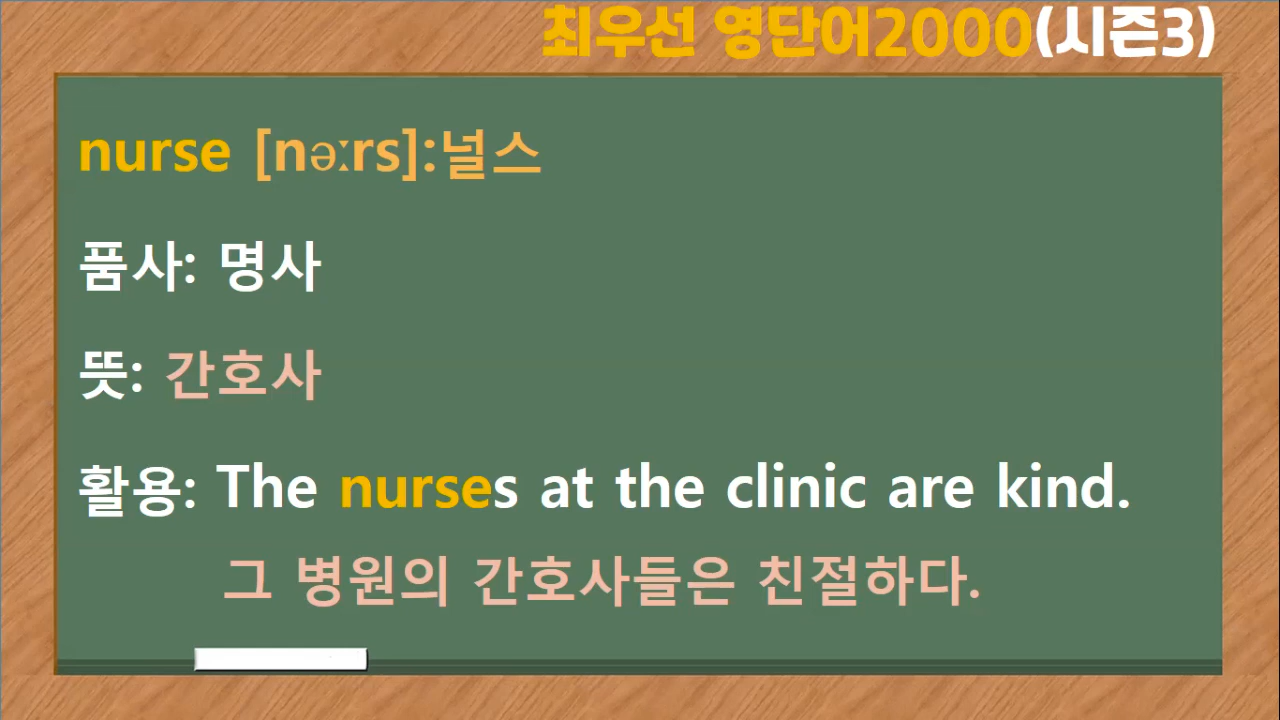 최우선 영단어2000(시즌3)
nurse [nəːrs]:널스
품사: 명사
뜻: 간호사
활용: The nurses at the clinic are kind.
그 병원의 간호사들은 친절하다.